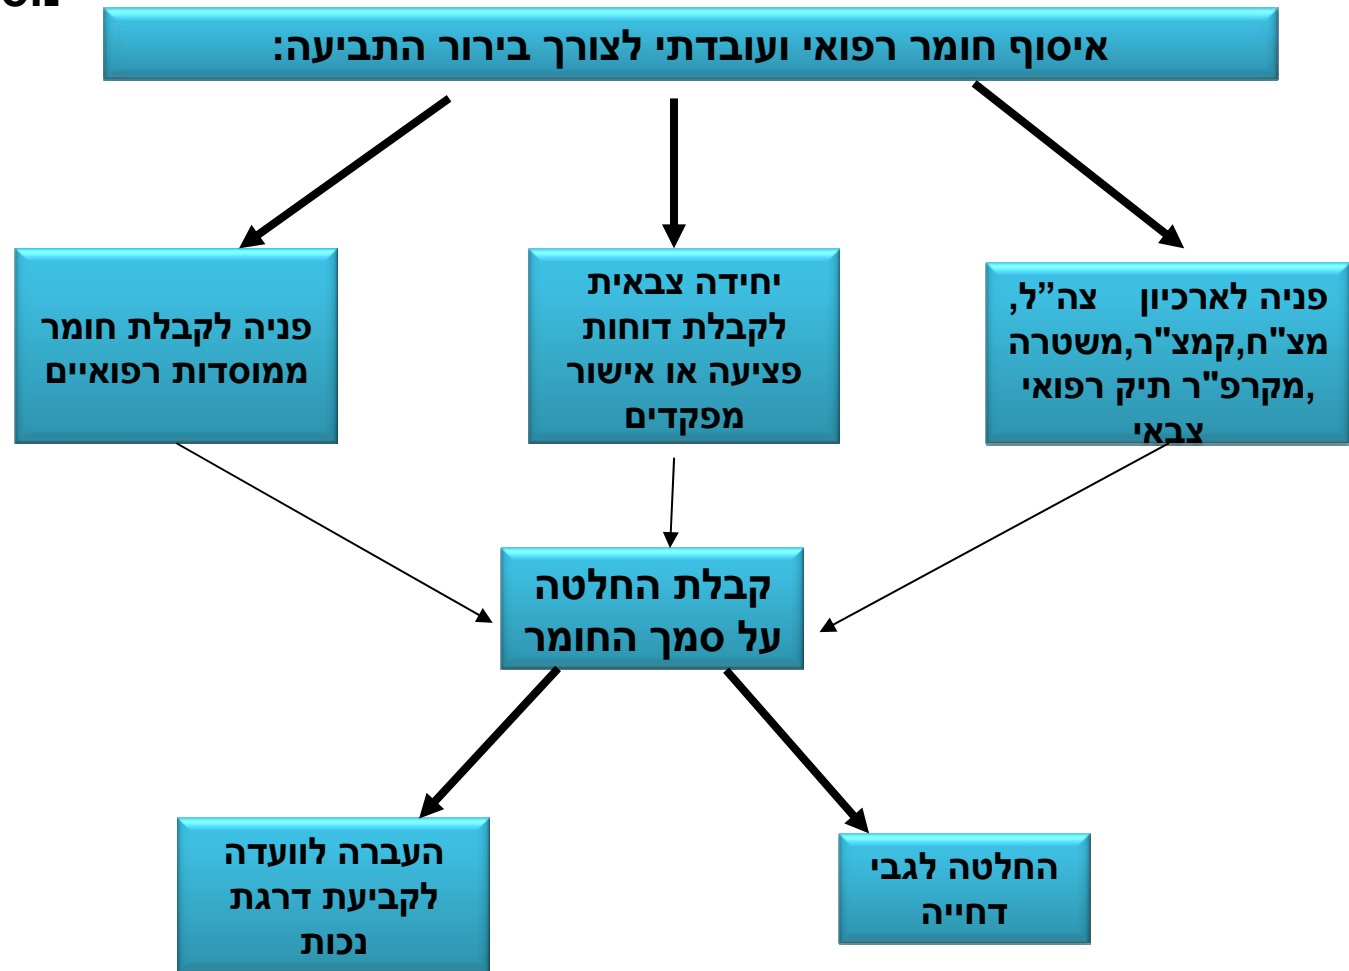 איסוף חומר רפואי ועובדתי לצורך בירור התביעה:
פניה לארכיון צה”ל,
מצ"ח,קמצ"ר,משטרה
,מקרפ"ר תיק רפואי
צבאי
יחידה צבאית
לקבלת דוחות
פציעה או אישור
מפקדים
פניה לקבלת חומר
ממוסדות רפואיים
קבלת החלטה
על סמך החומר
החלטה לגבי
דחייה
העברה לוועדה
לקביעת דרגת
נכות